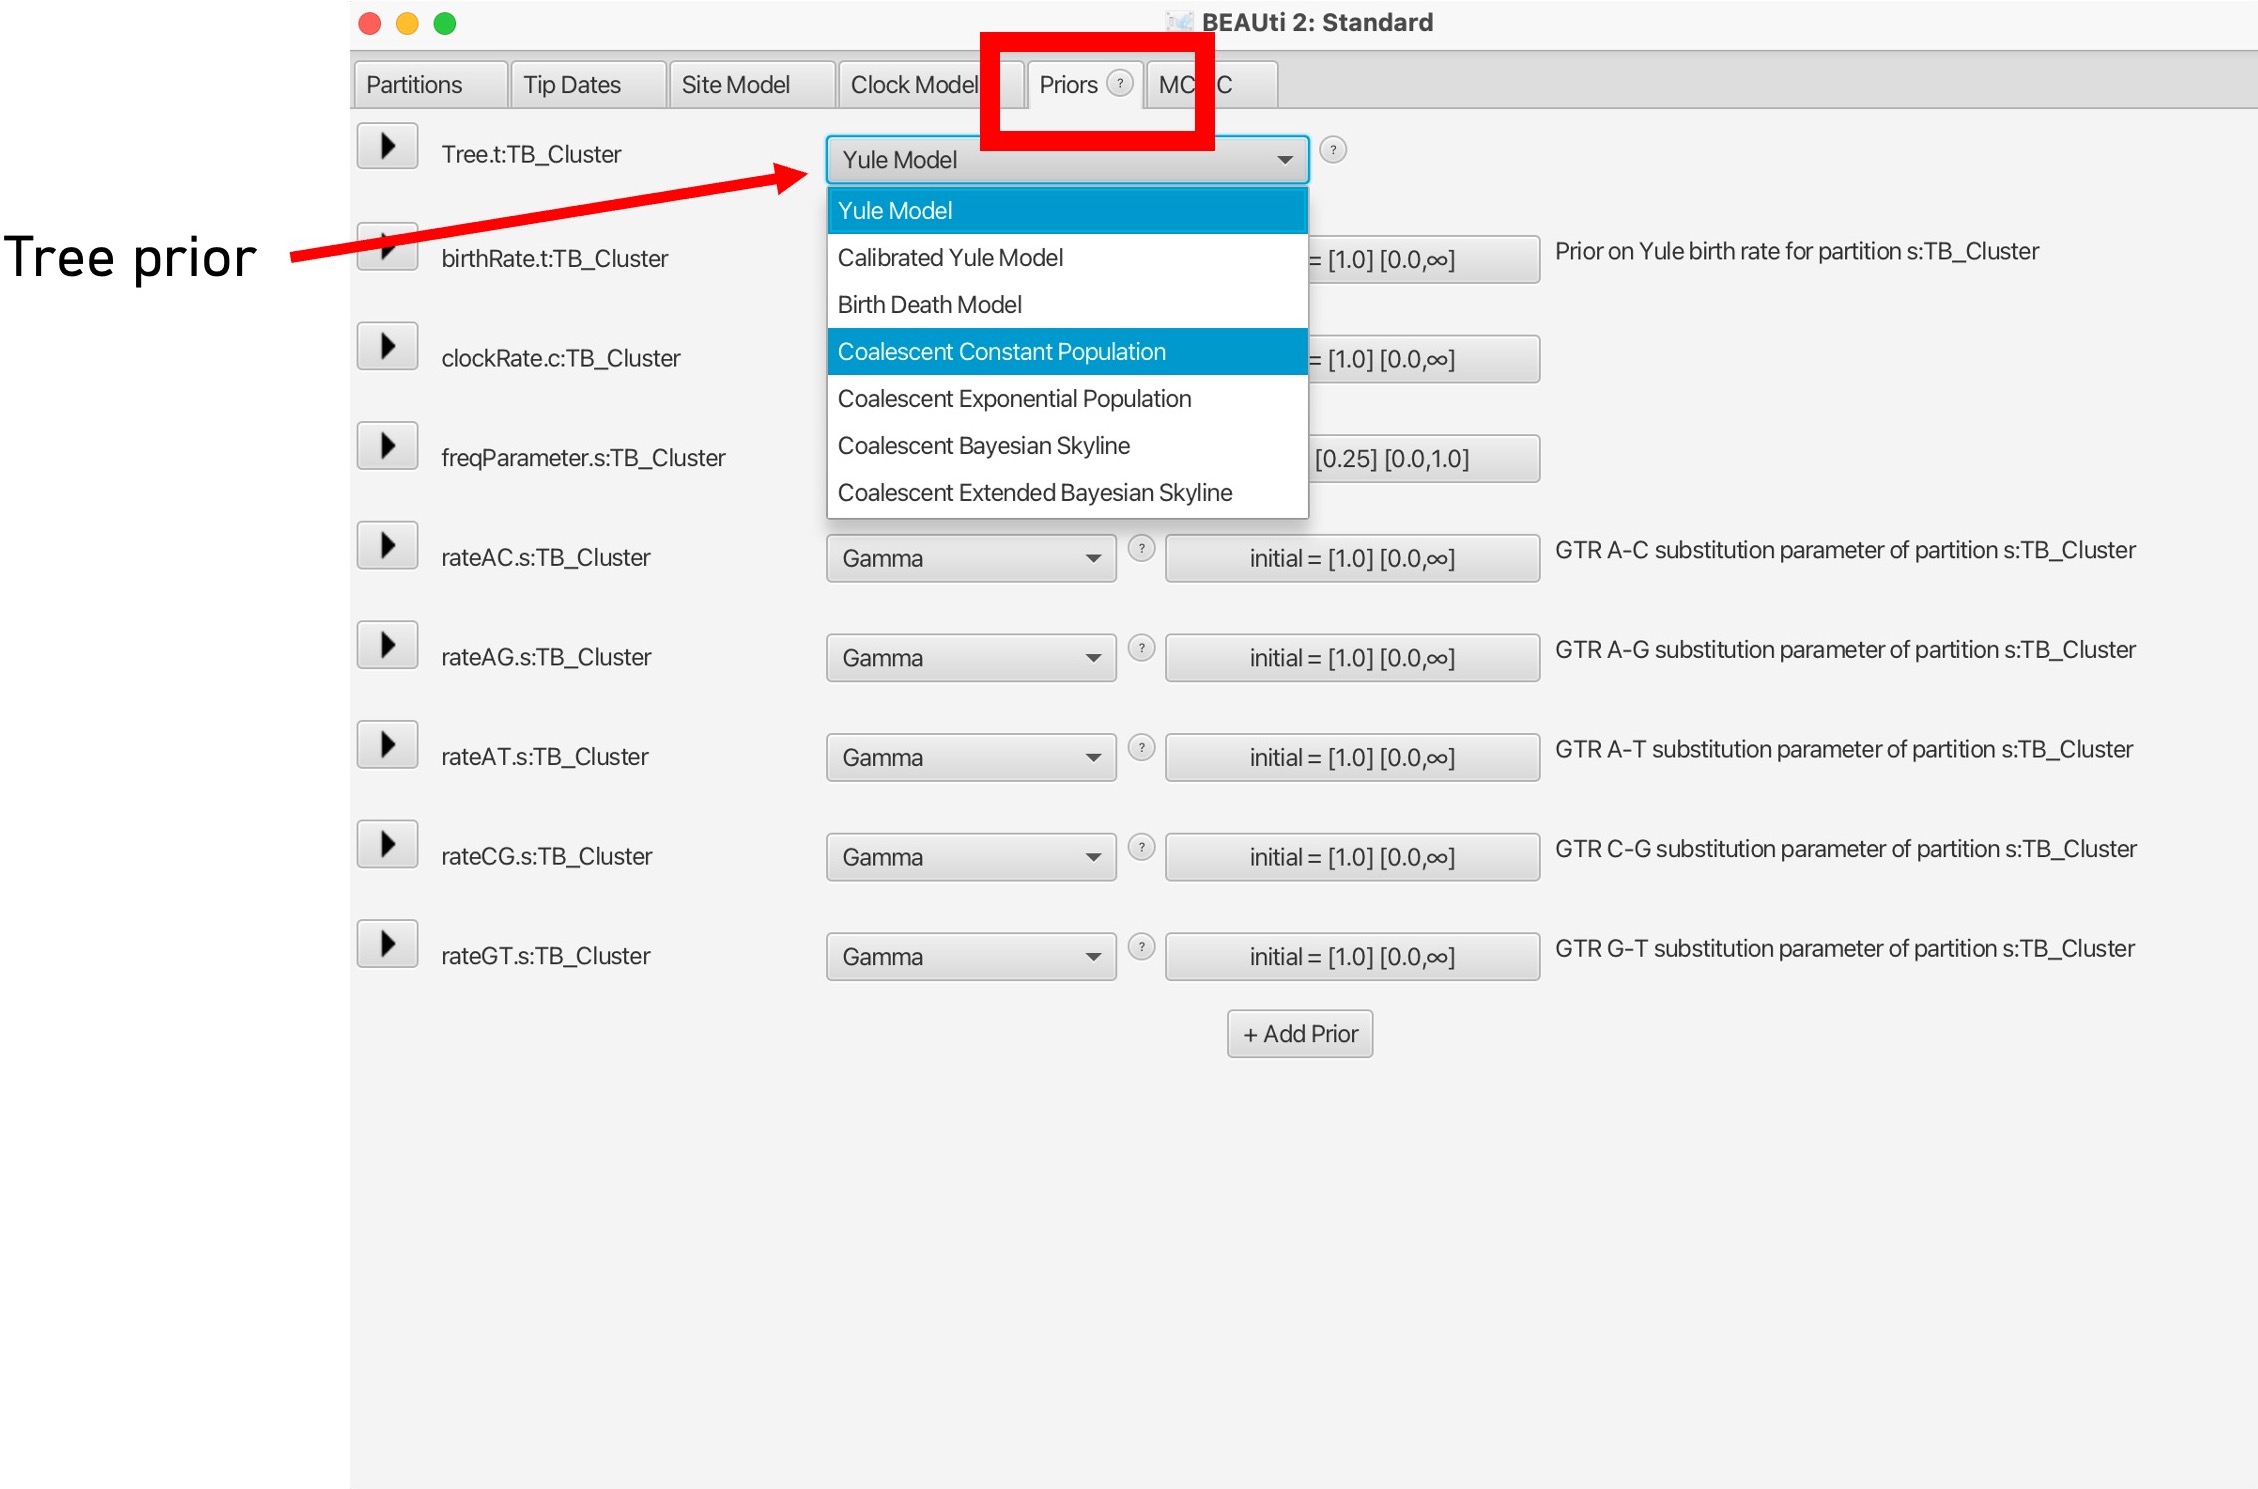 BEAUti 2: Standard
Partitions Tip Dates Site Model Clock Model Priors ? MC C
Tree.t:TB_Cluster Yule Model ?
Tree prior
Yule Model
Calibrated Yule Model
Birth Death Model
Coalescent Constant Population
Coalescent Exponential Population
Coalescent Bayesian Skyline
Coalescent Extended Bayesian Skyline
birthRate.t:TB_Cluster = [1.0] [0.0,∞] Prior on Yule birth rate for partition s:TB_Cluster
clockRate.c:TB_Cluster = [1.0] [0.0,∞]
freqParameter.s:TB_Cluster [0.25] [0.0,1.0]
rateAC.s:TB_Cluster Gamma ? initial = [1.0] [0.0,∞] GTR A-C substitution parameter of partition s:TB_Cluster
rateAG.s:TB_Cluster Gamma ? initial = [1.0] [0.0,∞] GTR A-G substitution parameter of partition s:TB_Cluster
rateAT.s:TB_Cluster Gamma ? initial = [1.0] [0.0,∞] GTR A-T substitution parameter of partition s:TB_Cluster
rateCG.s:TB_Cluster Gamma ? initial = [1.0] [0.0,∞] GTR C-G substitution parameter of partition s:TB_Cluster
rateGT.s:TB_Cluster Gamma ? initial = [1.0] [0.0,∞] GTR G-T substitution parameter of partition s:TB_Cluster
+ Add Prior